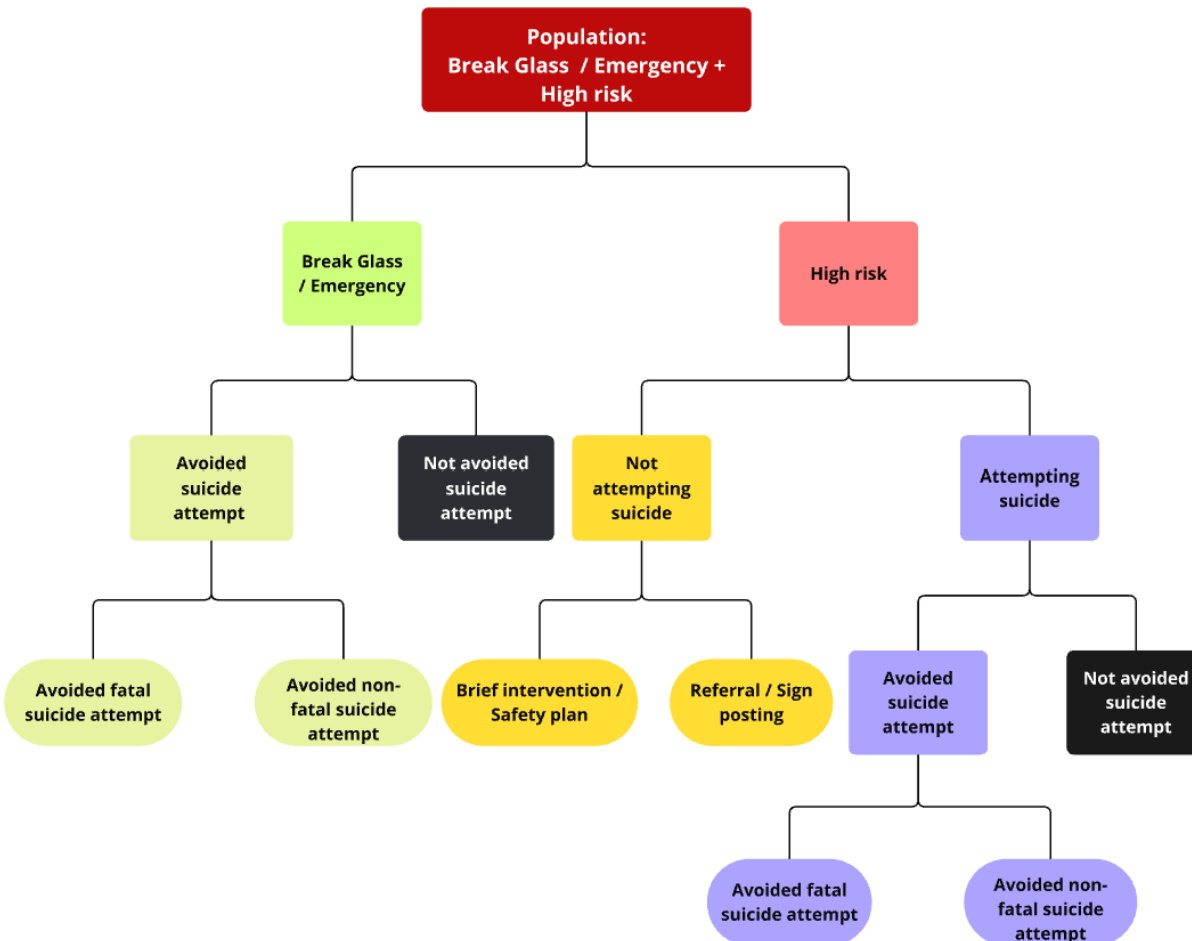 Population:
Break Glass / Emergency +
High risk
Break Glass
/ Emergency
High risk
Avoided
suicide
attempt
Not avoided
suicide
attempt
Not
attempting
suicide
Attempting
suicide
Avoided fatal
suicide attempt
Avoided non-
fatal suicide
attempt
Brief intervention /
Safety plan
Referral / Sign
posting
Avoided
suicide
attempt
Not avoided
suicide
attempt
Avoided fatal
suicide attempt
Avoided non-
fatal suicide
attempt